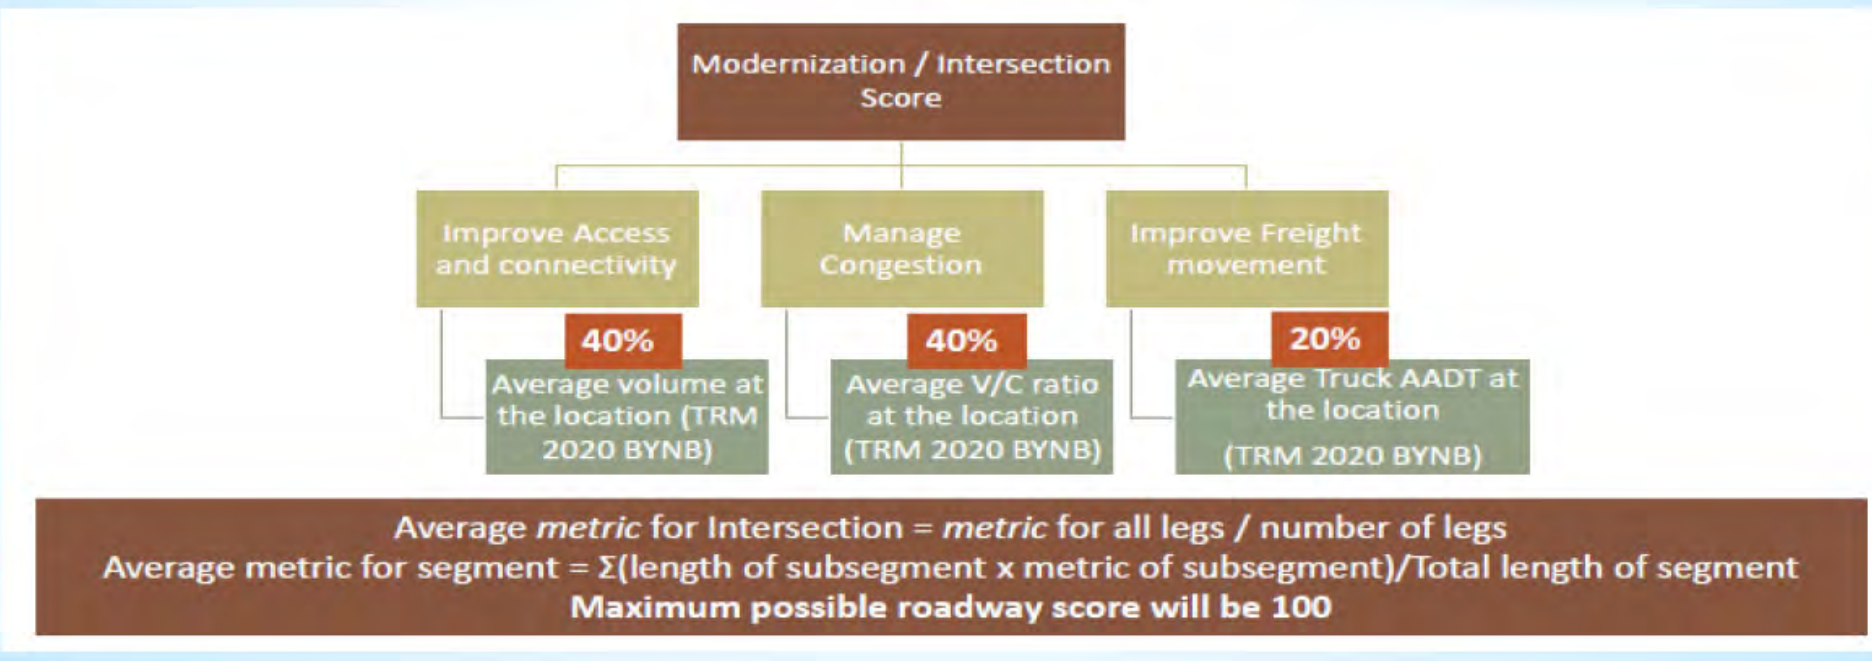 Modernization / Intersection
Score
Improve Access
and connectivity
Manage
Congestion
Improve Freight
movement
40%
40%
20%
Average volume at
the location (TRM
2020 BYNB)
Average V/C ratio
at the location
(TRM 2020 BYNB)
Average Truck AADT at
the location
(TRM 2020 BYNB)
Average metric for Intersection = metric for all legs / number of legs
Average metric for segment = Σ(length of subsegment x metric of subsegment)/Total length of segment
Maximum possible roadway score will be 100